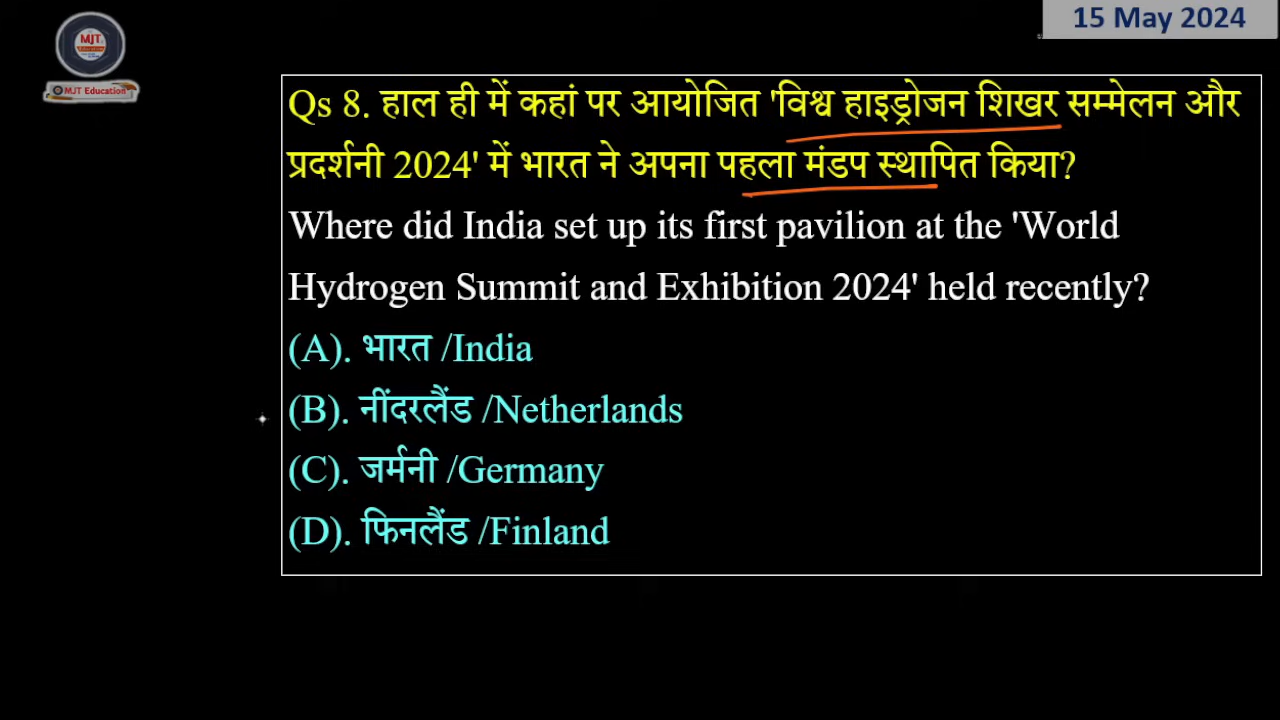 15 May 2024
MJT
Education
MJT Education
Qs 8. हाल ही में कहां पर आयोजित 'विश्व हाइड्रोजन शिखर सम्मेलन और
प्रदर्शनी 2024' में भारत ने अपना पहला मंडप स्थापित किया?
Where did India set up its first pavilion at the 'World
Hydrogen Summit and Exhibition 2024' held recently?
(A). भारत /India
(B). नींदरलैंड /Netherlands
(C). जर्मनी /Germany
(D). फिनलैंड /Finland